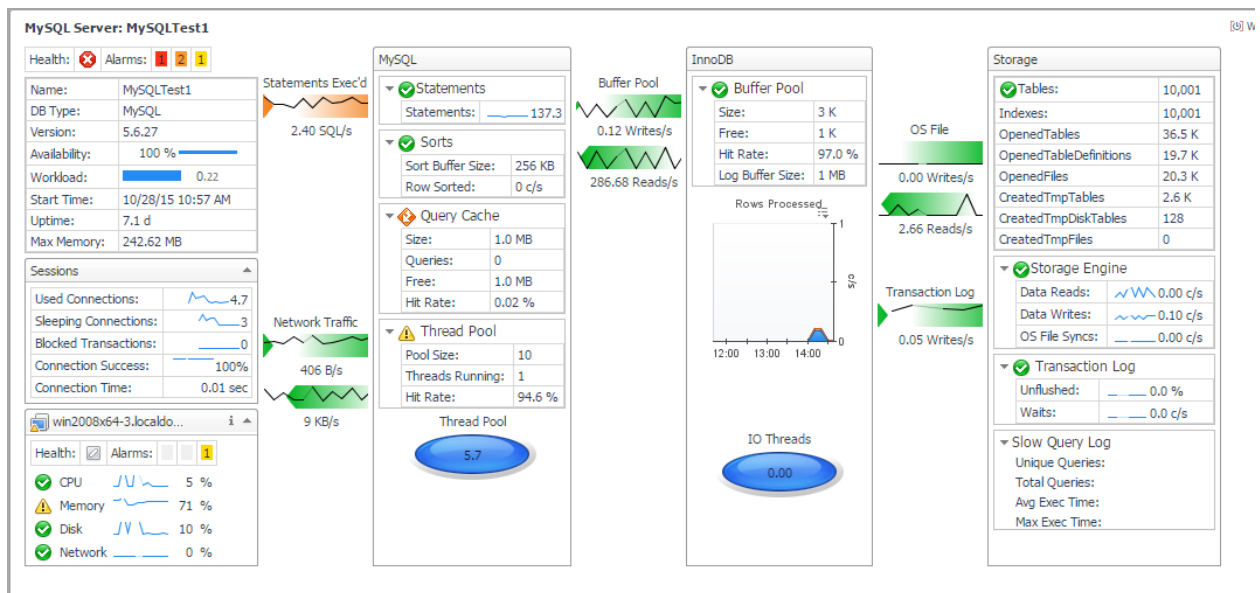 MySQL Server: MySQLTest1
W
Health: Alarms: 1 2 1
Name: MySQLTest1
DB Type: MySQL
Version: 5.6.27
Availability: 100 %
Workload: 0.22
Start Time: 10/28/15 10:57 AM
Uptime: 7.1 d
Max Memory: 242.62 MB
Sessions
Used Connections: 4.7
Sleeping Connections: 3
Blocked Transactions: 0
Connection Success: 100%
Connection Time: 0.01 sec
win2008x64-3.localdo... i
Health: Alarms: 1
CPU 5 %
Memory 71 %
Disk 10 %
Network 0 %
Statements Exec'd
2.40 SQL/s
Network Traffic
406 B/s
9 KB/s
MySQL
Statements
Statements: 137.3
Sorts
Sort Buffer Size: 256 KB
Row Sorted: 0 c/s
Query Cache
Size: 1.0 MB
Queries: 0
Free: 1.0 MB
Hit Rate: 0.02 %
Thread Pool
Pool Size: 10
Threads Running: 1
Hit Rate: 94.6 %
Thread Pool
5.7
Buffer Pool
0.12 Writes/s
286.68 Reads/s
InnoDB
Buffer Pool
Size: 3 K
Free: 1 K
Hit Rate: 97.0 %
Log Buffer Size: 1 MB
Rows Processed
1
c/s
0
12:00 13:00 14:00
IO Threads
0.00
OS File
0.00 Writes/s
2.66 Reads/s
Transaction Log
0.05 Writes/s
Storage
Tables: 10,001
Indexes: 10,001
OpenedTables 36.5 K
OpenedTableDefinitions 19.7 K
OpenedFiles 20.3 K
CreatedTmpTables 2.6 K
CreatedTmpDiskTables 128
CreatedTmpFiles 0
Storage Engine
Data Reads: 0.00 c/s
Data Writes: 0.10 c/s
OS File Syncs: 0.00 c/s
Transaction Log
Unflushed: 0.0 %
Waits: 0.0 c/s
Slow Query Log
Unique Queries:
Total Queries:
Avg Exec Time:
Max Exec Time: